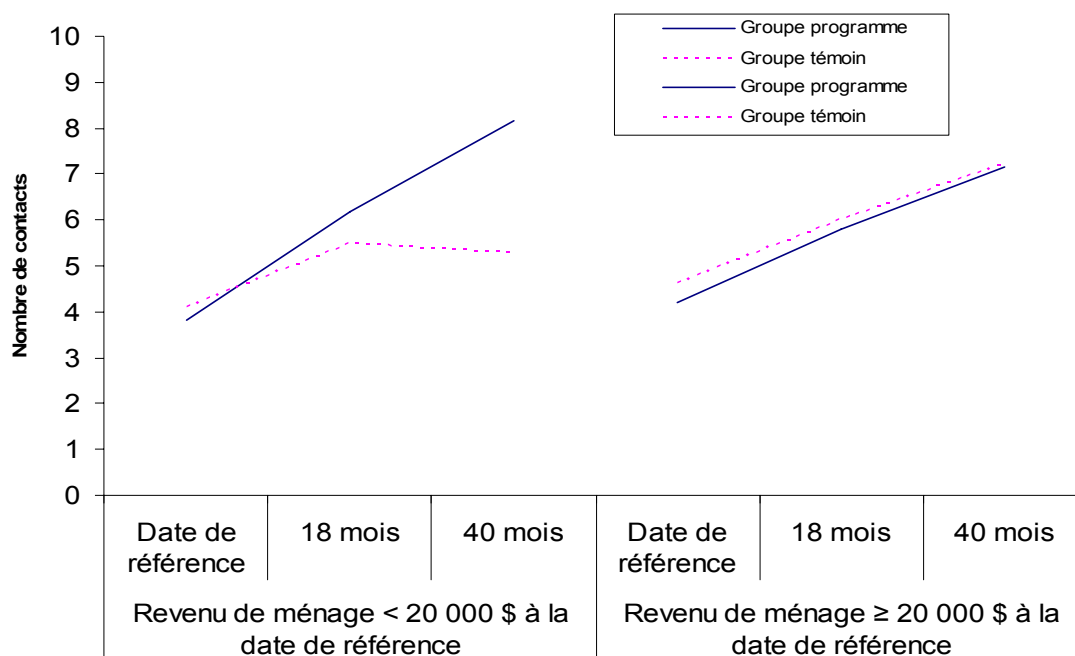 Groupe programme
Groupe témoin
Groupe programme
Groupe témoin
Nombre de contacts
10
9
8
7
6
5
4
3
2
1
0
Date de
référence
18 mois
40 mois
Date de
référence
18 mois
40 mois
Revenu de ménage < 20 000 $ à la
date de référence
Revenu de ménage ≥ 20 000 $ à la
date de référence